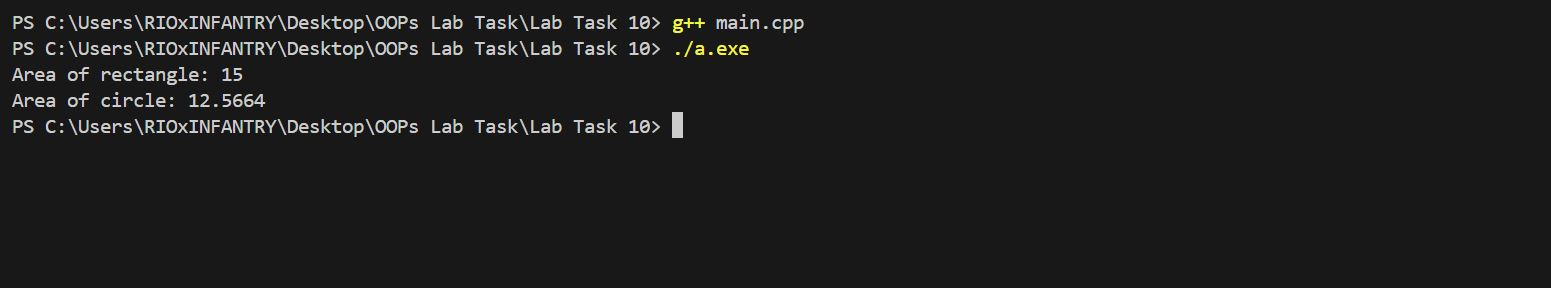 PS C:\Users\RIOxINFANTRY\Desktop\OOPs Lab Task\Lab Task 10> g++ main.cpp
PS C:\Users\RIOxINFANTRY\Desktop\OOPs Lab Task\Lab Task 10> ./a.exe
Area of rectangle: 15
Area of circle: 12.5664
PS C:\Users\RIOxINFANTRY\Desktop\OOPs Lab Task\Lab Task 10>